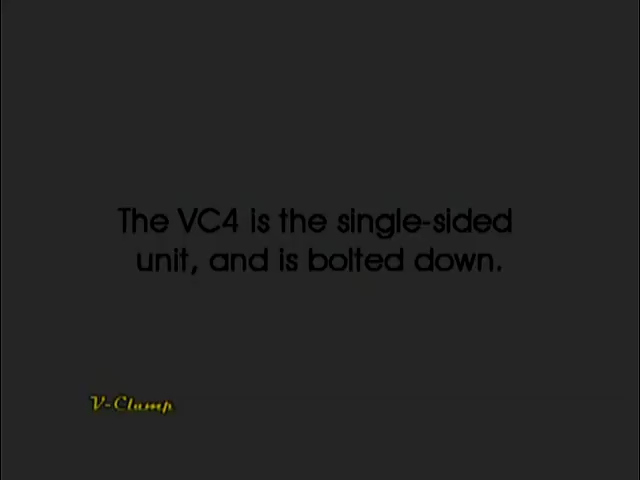 The VC4 is the single-sided
unit, and is bolted down.
V-Clamp